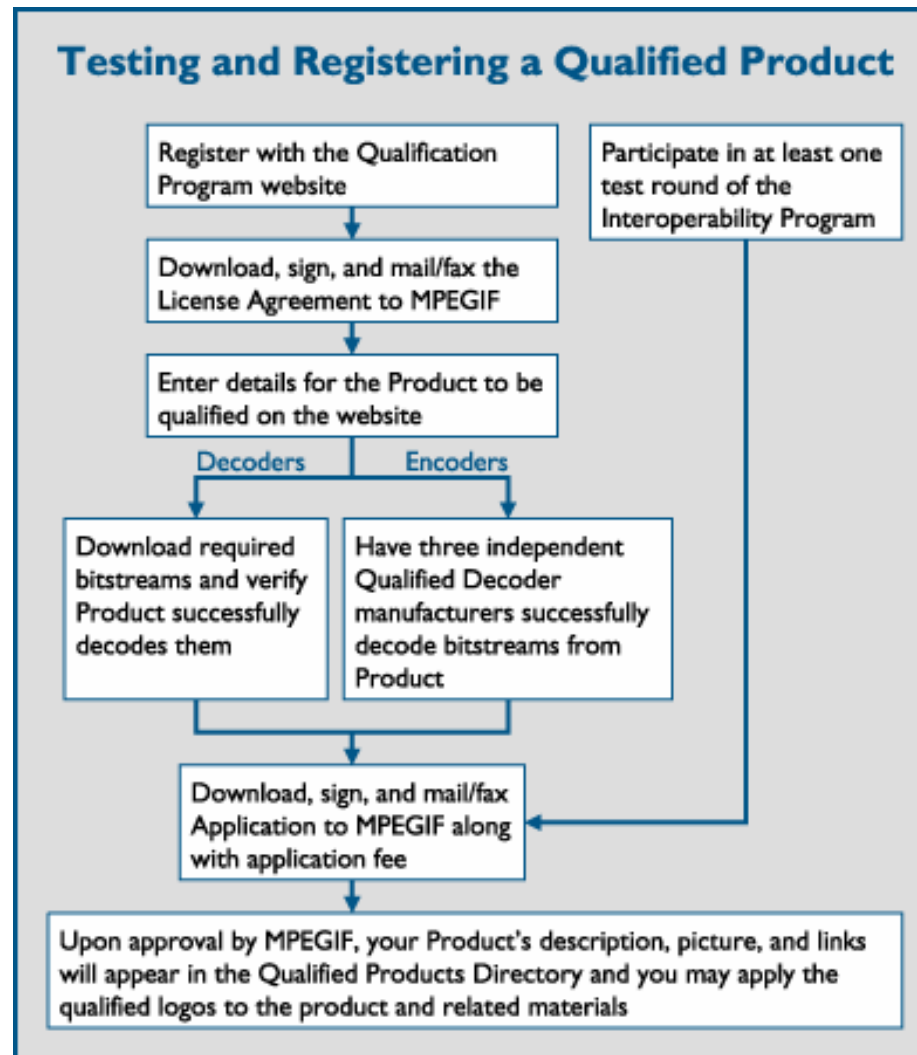 Testing and Registering a Qualified Product
Register with the Qualification
Program website
Participate in at least one
test round of the
Interoperability Program
Download, sign, and mail/fax the
License Agreement to MPEGIF
Enter details for the Product to be
qualified on the website
Decoders
Encoders
Download required
bitstreams and verify
Product successfully
decodes them
Have three independent
Qualified Decoder
manufacturers successfully
decode bitstreams from
Product
Download, sign, and mail/fax
Application to MPEGIF along
with application fee
Upon approval by MPEGIF, your Product's description, picture, and links
will appear in the Qualified Products Directory and you may apply the
qualified logos to the product and related materials